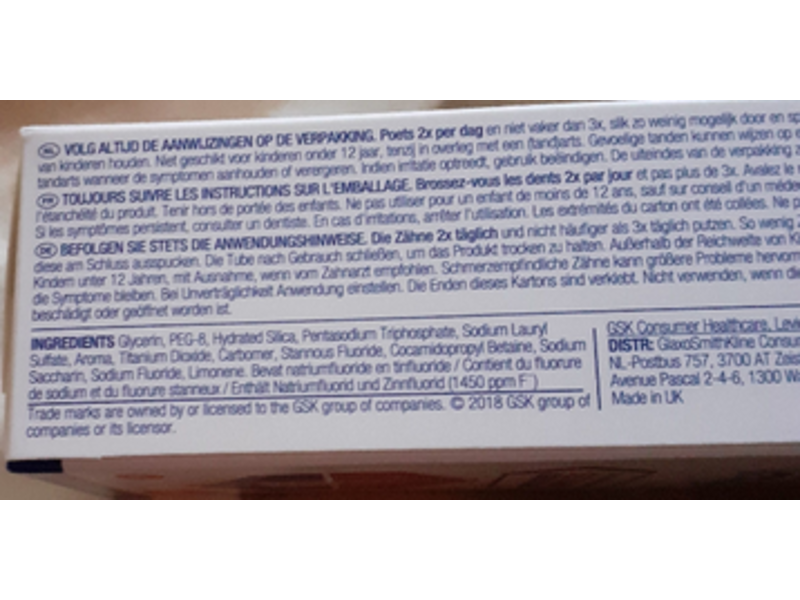 NL VOLG ALTIJD DE AANWIJZINGEN OP DE VERPAKKING. Poets 2x per dag en niet vaker dan 3x, slik zo weinig mogelijk door en
van kinderen houden. Niet geschikt voor kinderen onder 12 jaar, tenzij in overleg met een (tand)arts. Gevoelige tanden kunnen wijzen op
tandarts wanneer de symptomen aanhouden of verergeren. Indien irritatie optreedt, gebruik beëindigen. De uiteindes van de verpakking
FR TOUJOURS SUIVRE LES INSTRUCTIONS SUR L'EMBALLAGE. Brossez-vous les dents 2x par jour et pas plus de 3x. Avalez le
l'étanchéité du produit. Tenir hors de portée des enfants. Ne pas utiliser pour un enfant de moins de 12 ans, sauf sur conseil d'un
Si les symptômes persistent, consulter un dentiste. En cas d'irritations, arrêter l'utilisation. Les extrémités du carton ont été collées. Ne
DE BEFOLGEN SIE STETS DIE ANWENDUNGSHINWEISE. Die Zähne 2x täglich und nicht häufiger als 3x täglich putzen. So wenig
diese am Schluss ausspucken. Die Tube nach Gebrauch schließen, um das Produkt trocken zu halten. Außerhalb der Reichweite von
Kindern unter 12 Jahren, mit Ausnahme, wenn vom Zahnarzt empfohlen. Schmerzempfindliche Zähne kann größere Probleme
die Symptome bleiben. Bei Unverträglichkeit Anwendung einstellen. Die Enden dieses Kartons sind verklebt. Nicht verwenden, wenn
beschädigt oder geöffnet worden ist.
INGREDIENTS Glycerin, PEG-8, Hydrated Silica, Pentasodium Triphosphate, Sodium Lauryl
Sulfate, Aroma, Titanium Dioxide, Carbomer, Stannous Fluoride, Cocamidopropyl Betaine, Sodium
Saccharin, Sodium Fluoride, Limonene. Bevat natriumfluoride en tinfluoride / Contient du fluorure
de sodium et du fluorure stanneux / Enthält Natriumfluorid und Zinnfluorid (1450 ppm F⁻)
Trade marks are owned by or licensed to the GSK group of companies. © 2018 GSK group of
companies or its licensor.
GSK Consumer Healthcare,
DISTR: GlaxoSmithKline
NL-Postbus 757, 3700 AT
Avenue Pascal 2-4-6, 1300
Made in UK